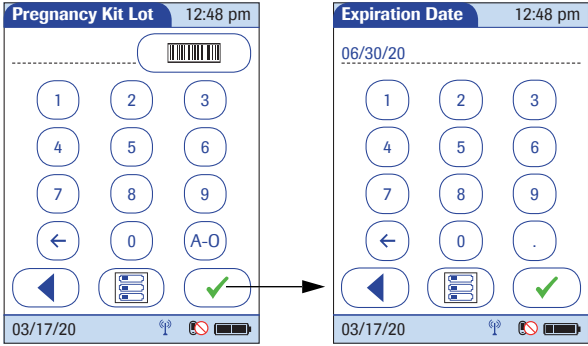 Pregnancy Kit Lot 12:48 pm
1 2 3
4 5 6
7 8 9
← 0 A-O
03/17/20
Expiration Date 12:48 pm
06/30/20
1 2 3
4 5 6
7 8 9
← 0 .
03/17/20